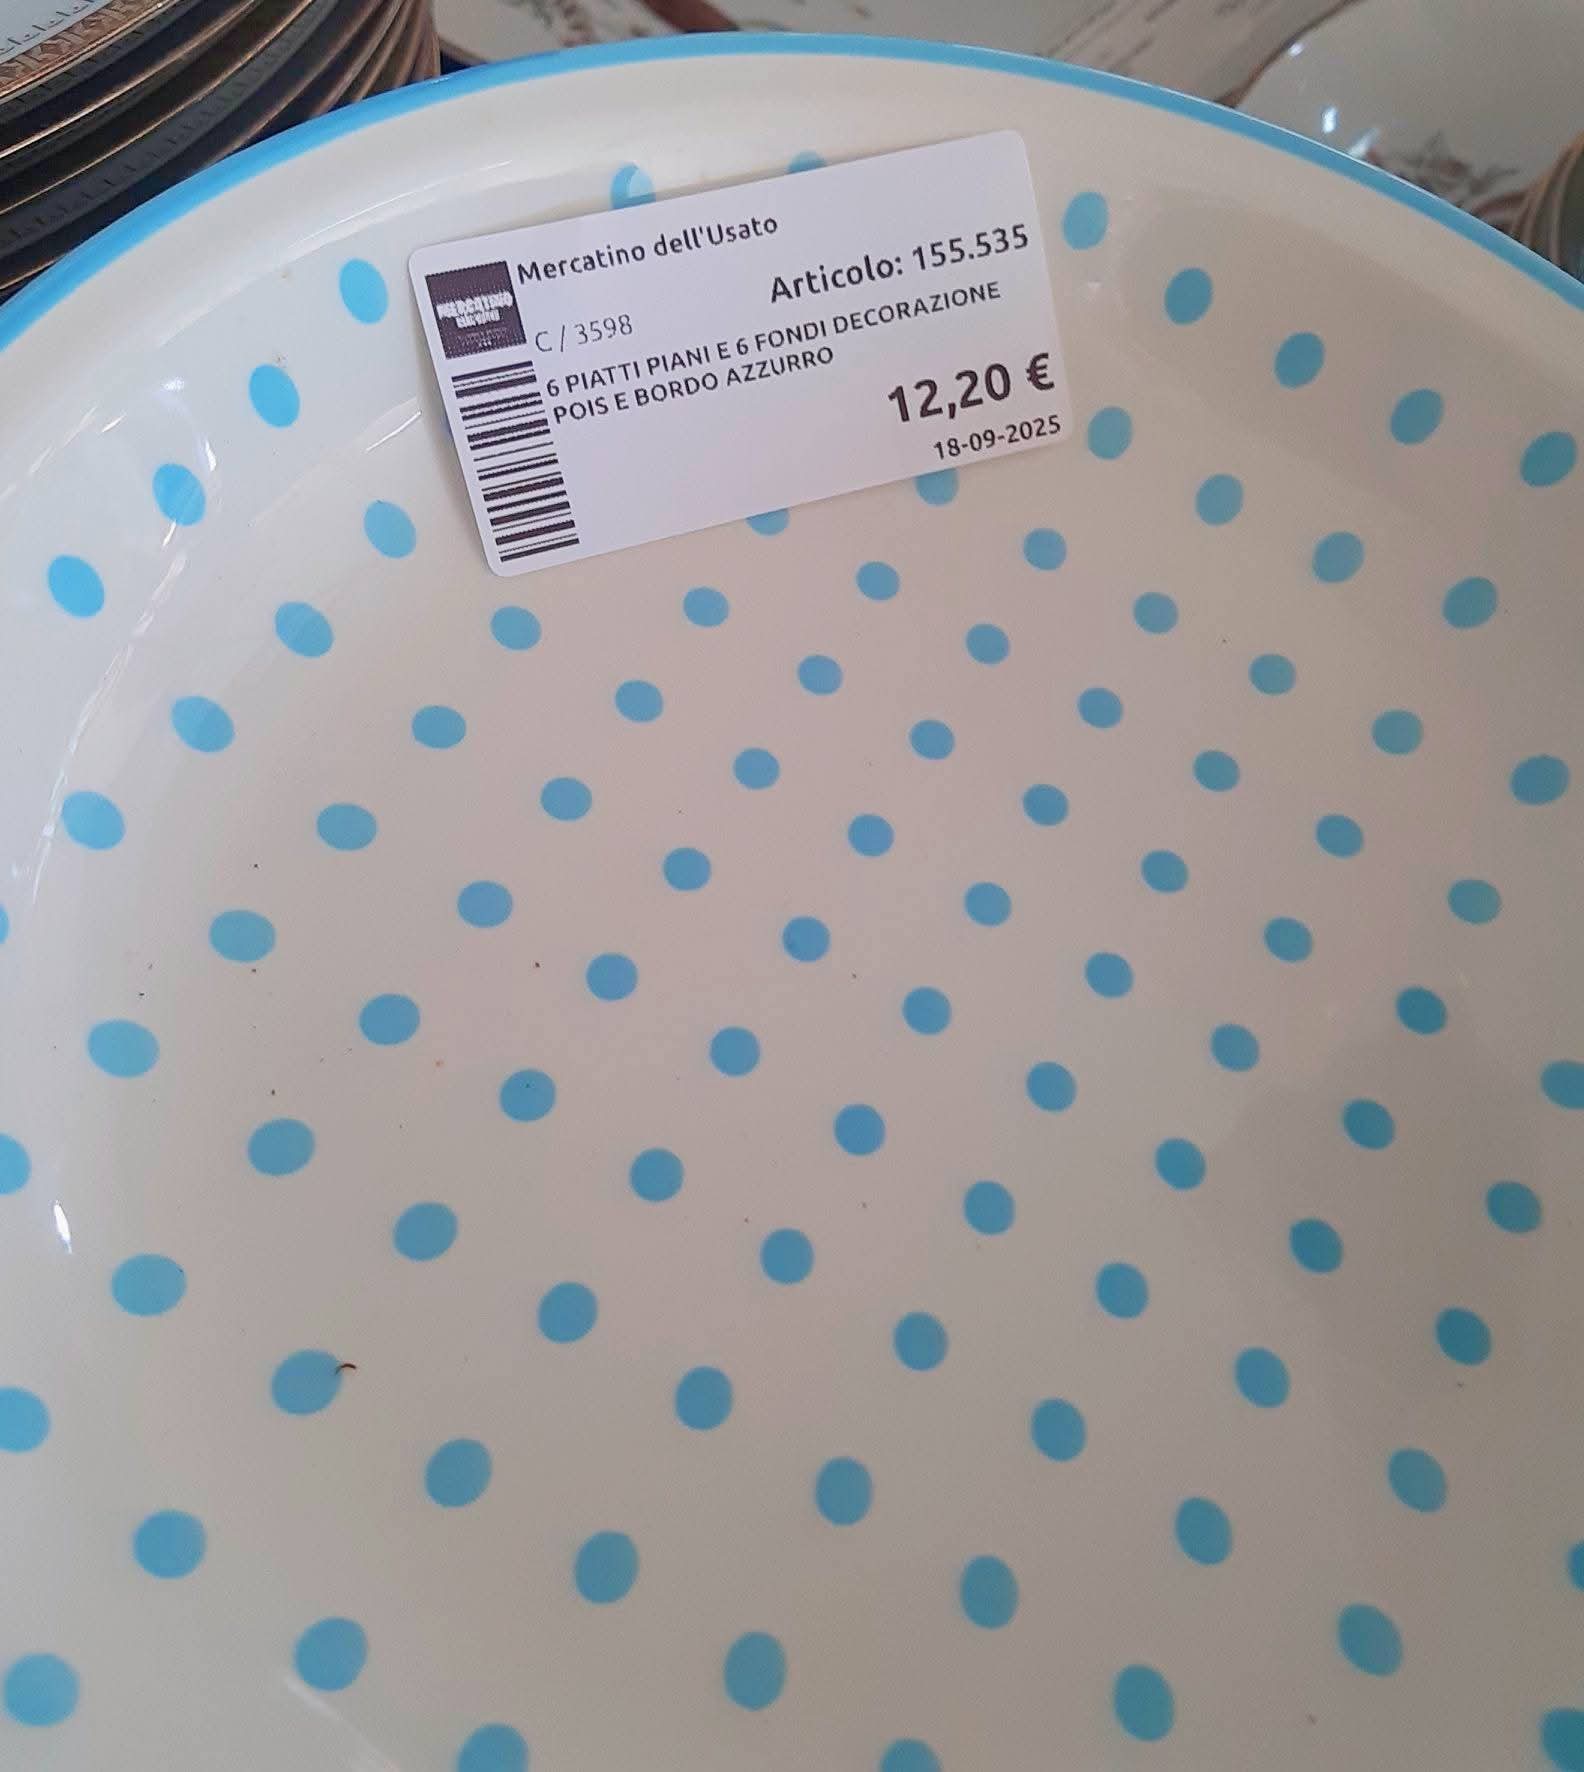 Mercatino dell'Usato
Articolo: 155.535
C / 3598
6 PIATTI PIANI E 6 FONDI DECORAZIONE
POIS E BORDO AZZURRO
12,20 €
18-09-2025